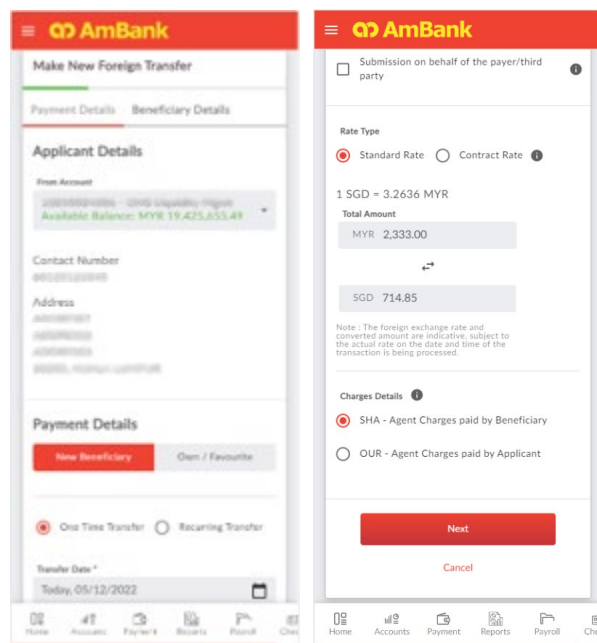 AmBank
Make New Foreign Transfer
Payment Details Beneficiary Details
Applicant Details
From Account
Available Balance: MYR 19,425,655.49
Contact Number
Address
Payment Details
New Beneficiary Own / Favourite
One Time Transfer Recurring Transfer
Transfer Date *
Today, 05/12/2022
Home Accounts Payment Reports Payroll
AmBank
Submission on behalf of the payer/third
party
Rate Type
Standard Rate Contract Rate
1 SGD = 3.2636 MYR
Total Amount
MYR 2,333.00
SGD 714.85
Note : The foreign exchange rate and
converted amount are indicative, subject to
the actual rate on the date and time of the
transaction is being processed.
Charges Details
SHA - Agent Charges paid by Beneficiary
OUR - Agent Charges paid by Applicant
Next
Cancel
Home Accounts Payment Reports Payroll